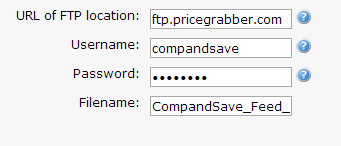 URL of FTP location: ftp.pricegrabber.com ?
Username: compandsave ?
Password: •••••••• ?
Filename: CompandSave_Feed_